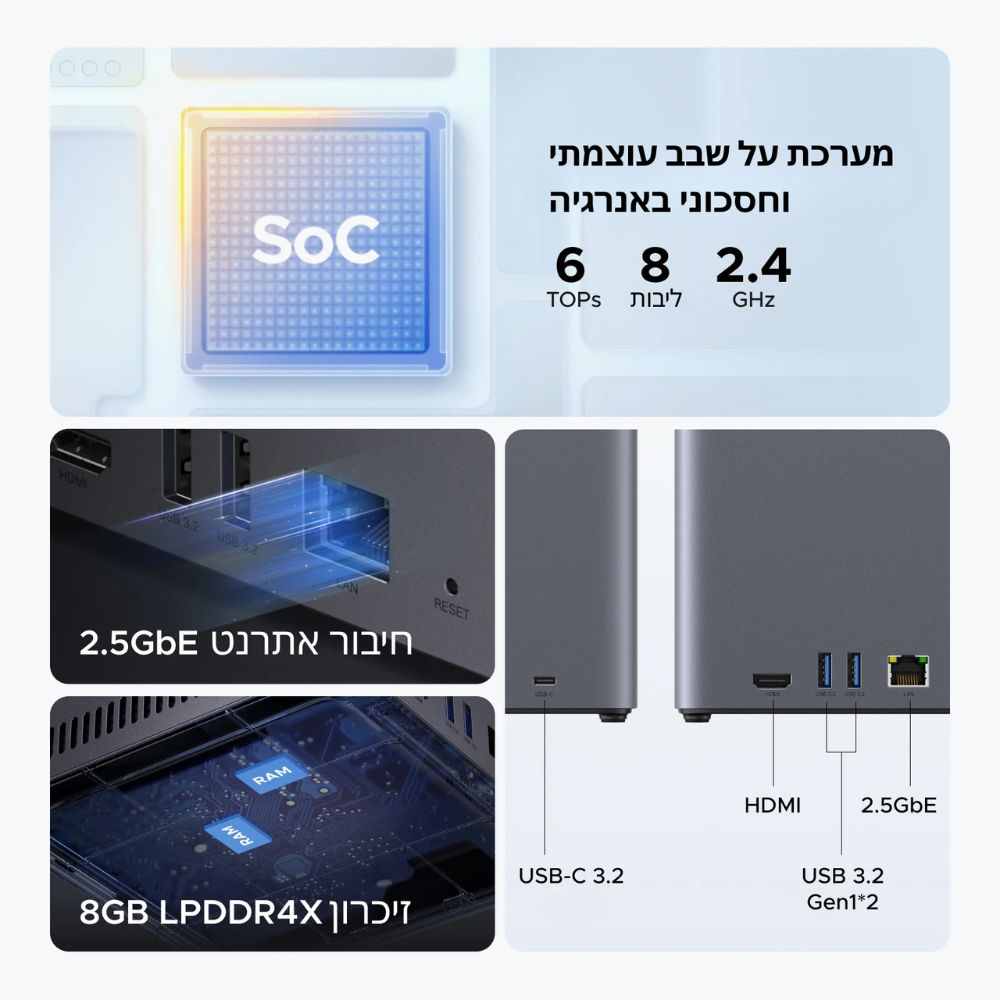 SoC
מערכת על שבב עוצמתי
וחסכוני באנרגיה
6 8 2.4
TOPs ליבות GHz
HDMI
USB 3.2
USB 3.2
LAN
RESET
חיבור אתרנט 2.5GbE
RAM
RAM
זיכרון 8GB LPDDR4X
USB-C
HDMI
USB 3.2
USB 3.2
LAN
HDMI
2.5GbE
USB-C 3.2
USB 3.2
Gen1*2